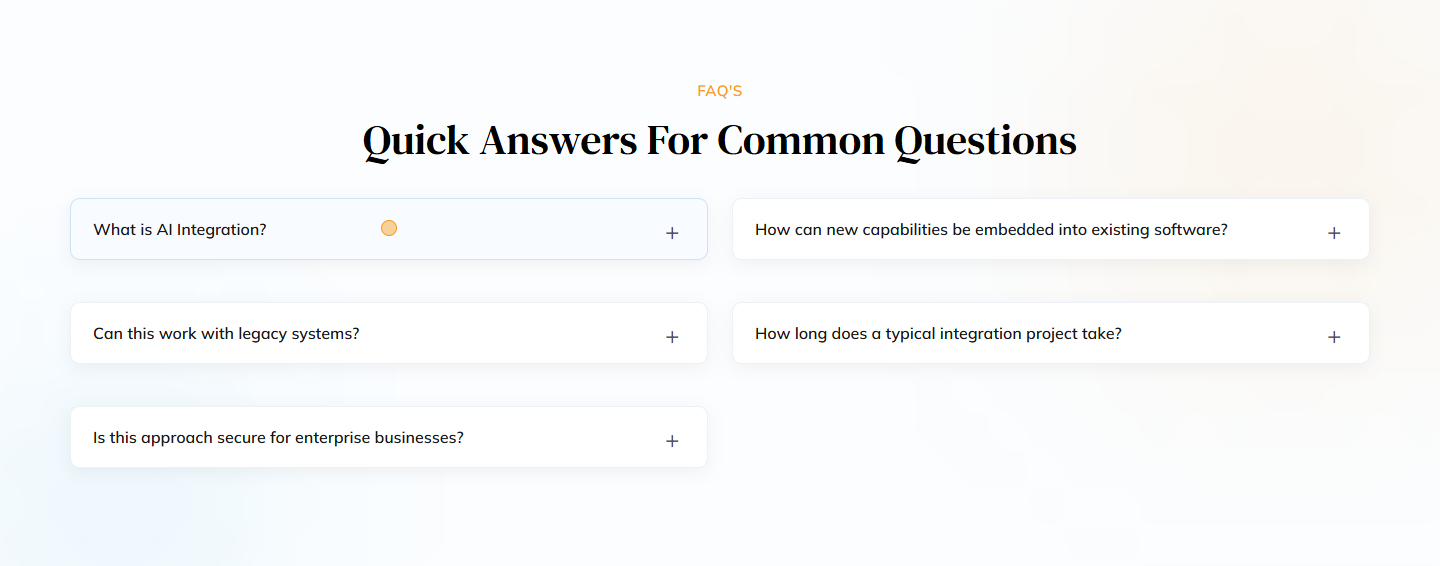 FAQ'S
Quick Answers For Common Questions
What is AI Integration? +
How can new capabilities be embedded into existing software? +
Can this work with legacy systems? +
How long does a typical integration project take? +
Is this approach secure for enterprise businesses? +